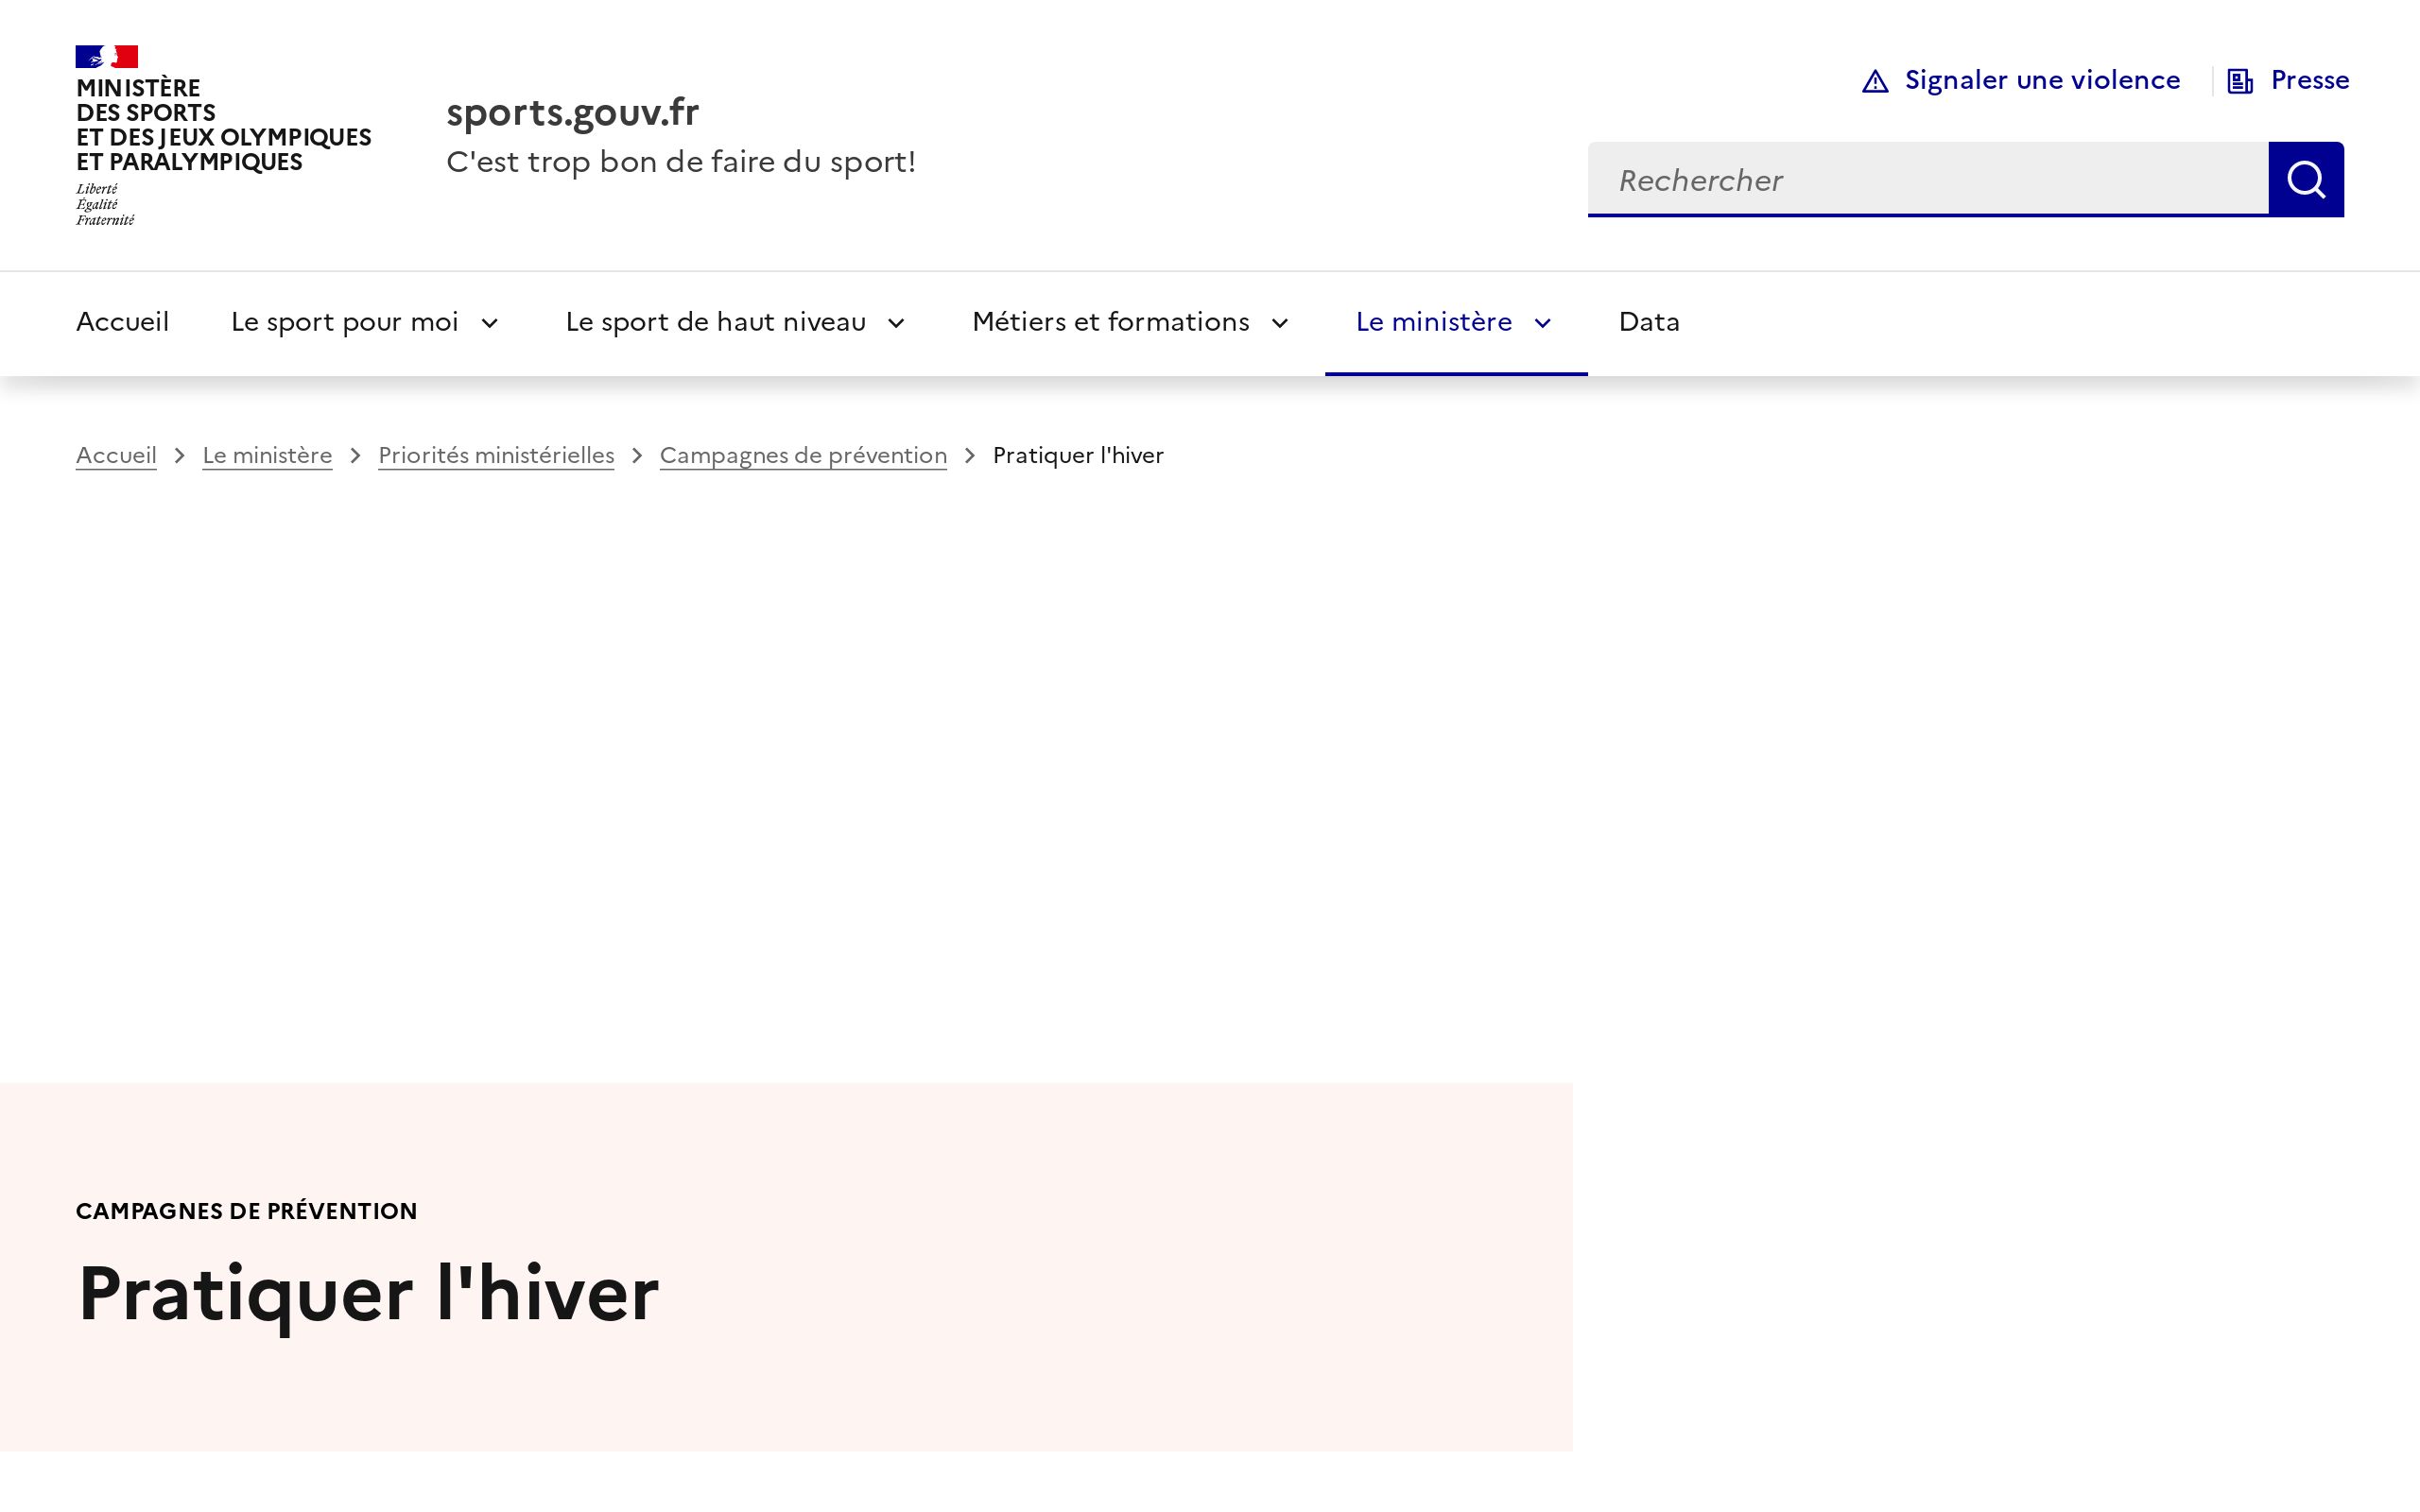 MINISTÈRE
DES SPORTS
ET DES JEUX OLYMPIQUES
ET PARALYMPIQUES
Liberté
Égalité
Fraternité
sports.gouv.fr
C'est trop bon de faire du sport!
Signaler une violence
Presse
Rechercher
Accueil Le sport pour moi Le sport de haut niveau Métiers et formations Le ministère Data
Accueil Le ministère Priorités ministérielles Campagnes de prévention Pratiquer l'hiver
CAMPAGNES DE PRÉVENTION
Pratiquer l'hiver